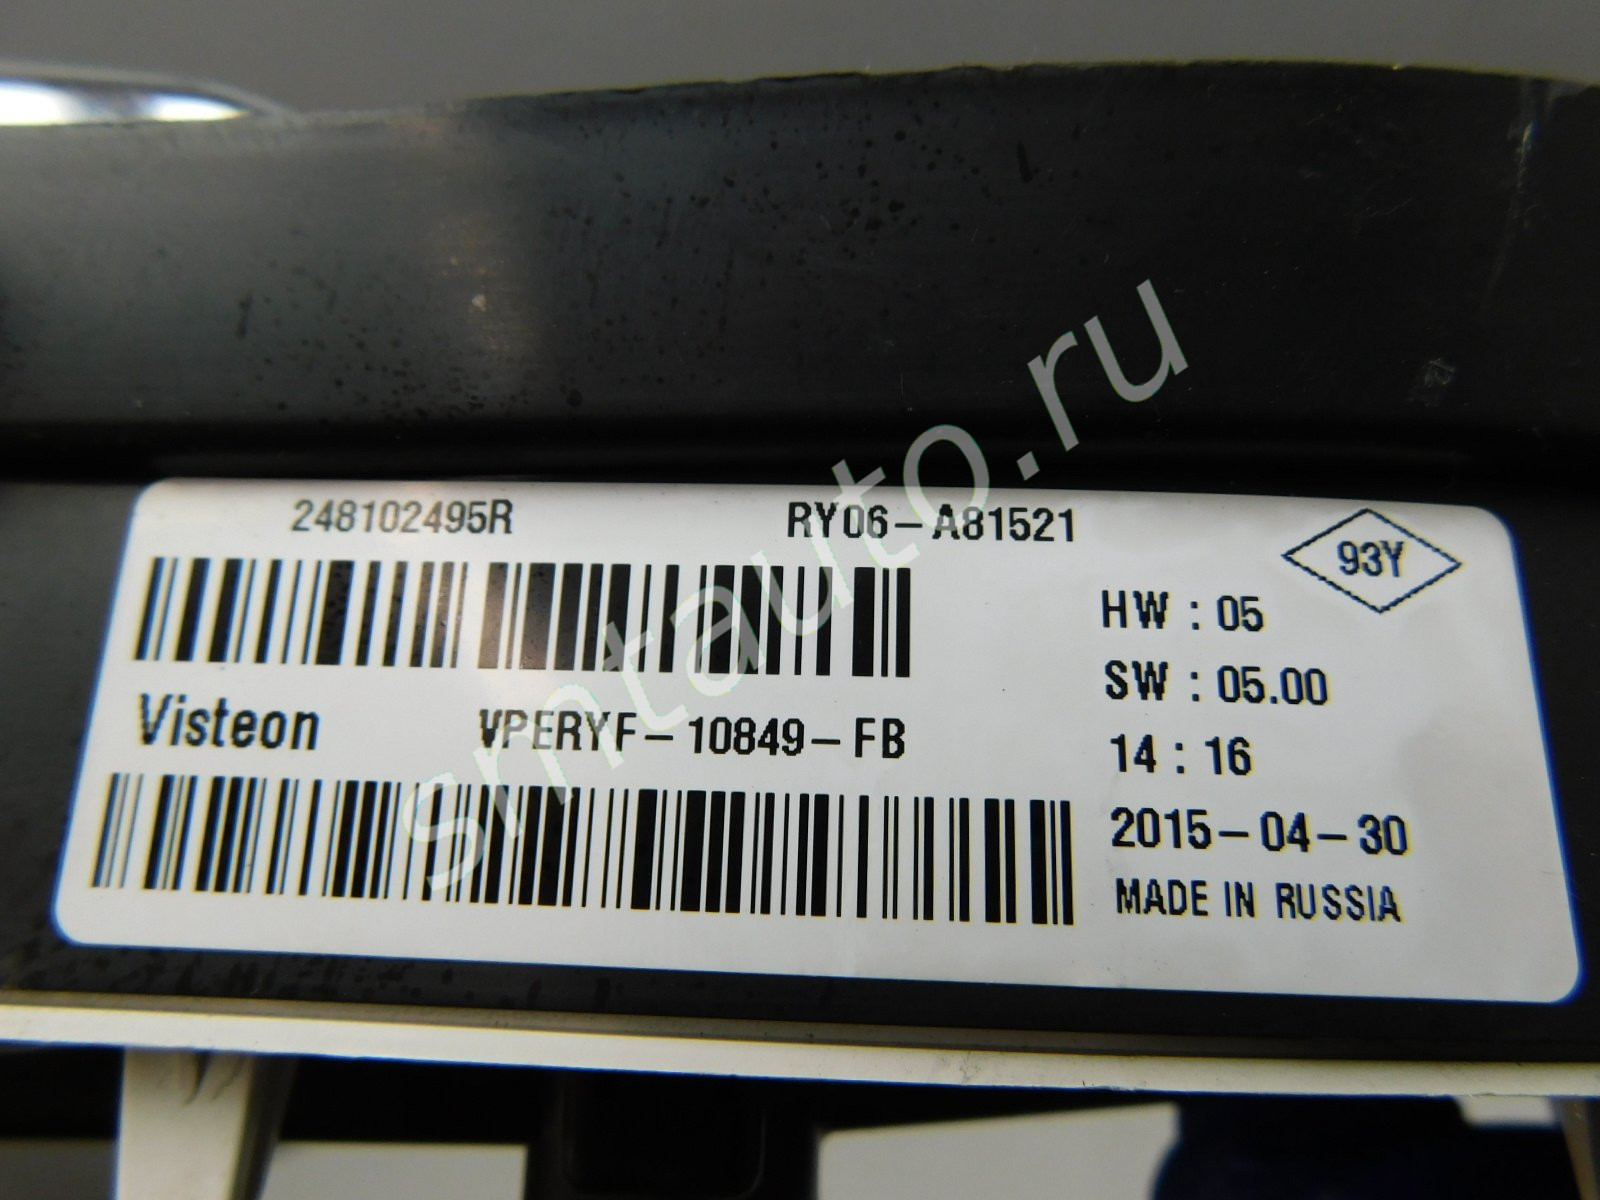 248102495R RY06-A81521
93Y
HW : 05
SW : 05.00
Visteon VPERYF-10849-FB
14 : 16
2015-04-30
MADE IN RUSSIA
smtauto.ru